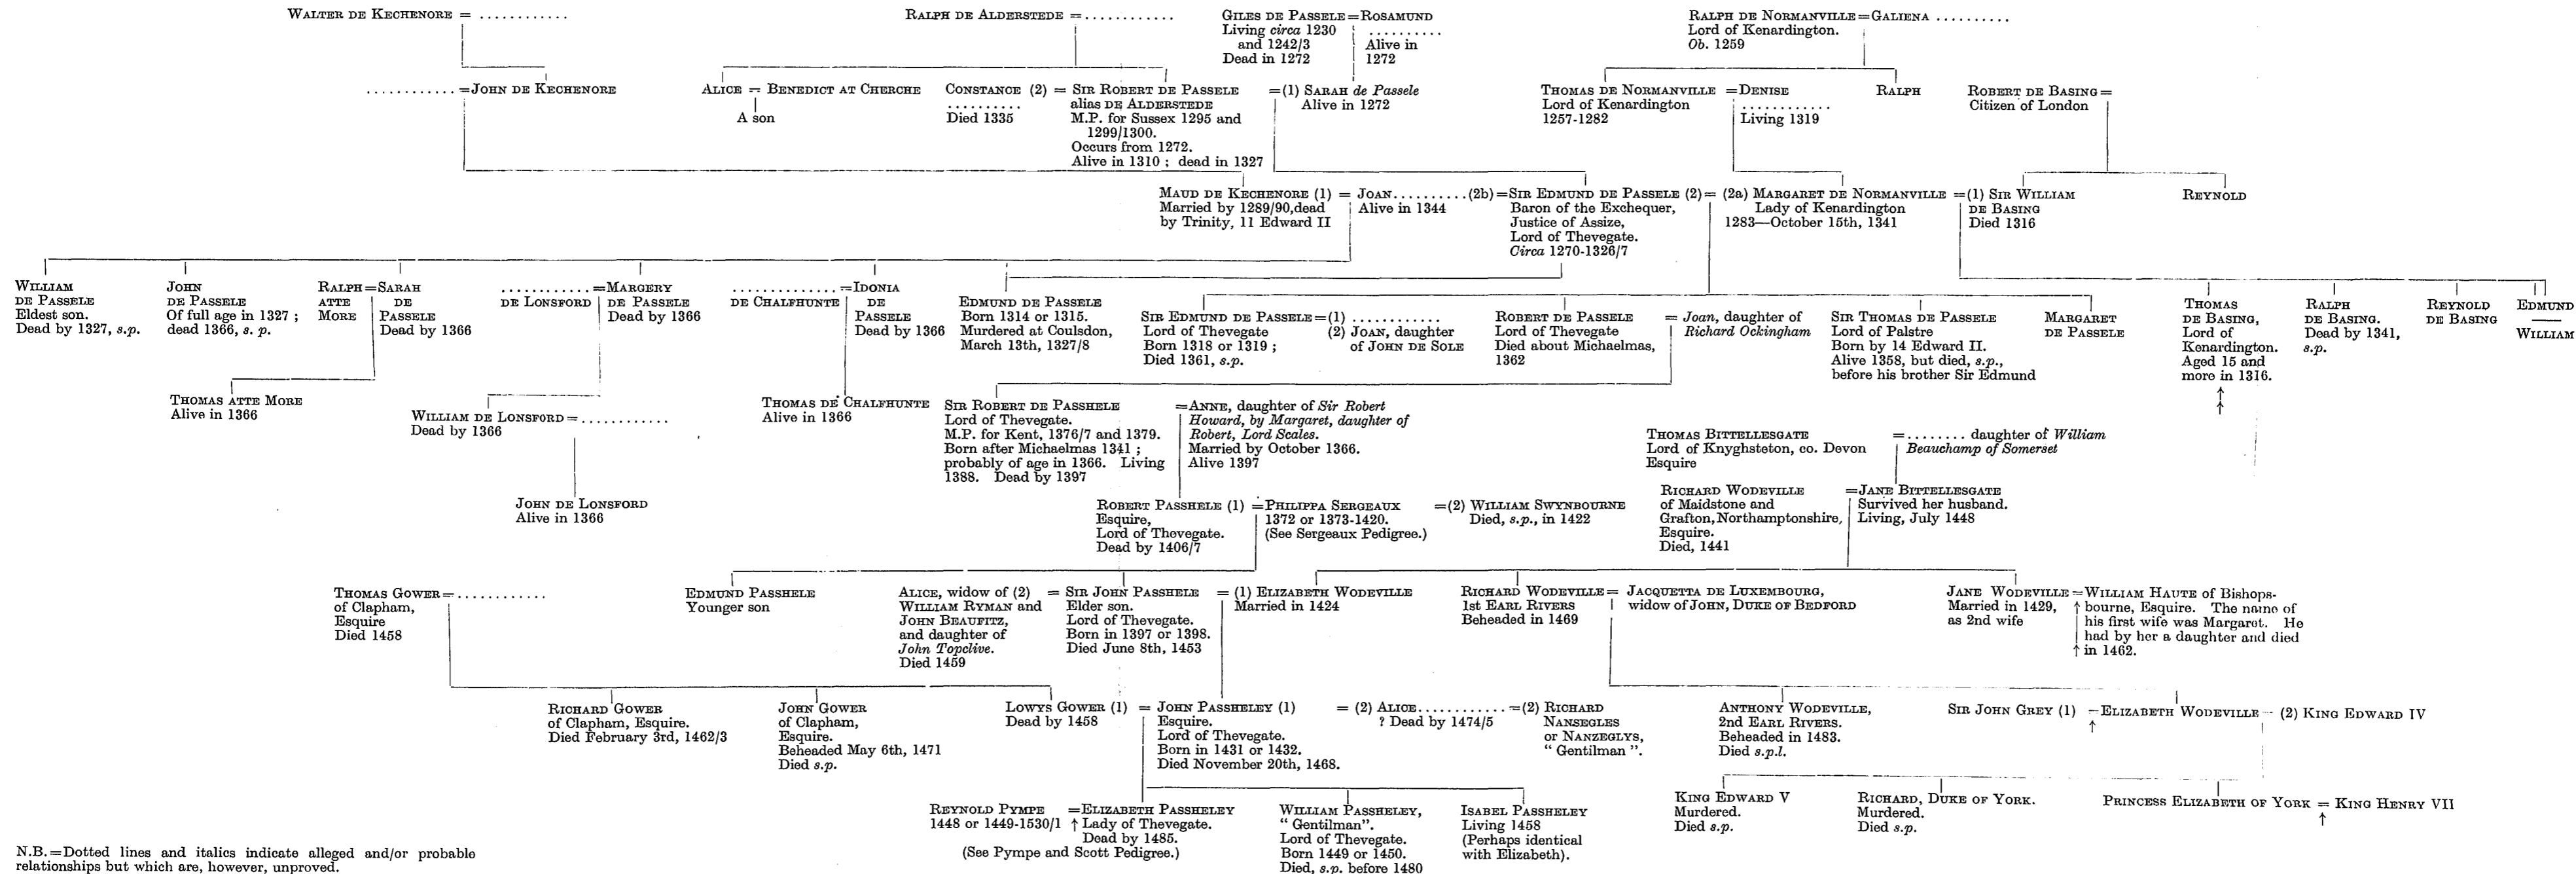 WALTER DE KECHENORE = ............
RALPH DE ALDERSTEDE = ............
GILES DE PASSELE=ROSAMUND
Living circa 1230 ..........
and 1242/3 Alive in
Dead in 1272 1272
RALPH DE NORMANVILLE=GALIENA ..........
Lord of Kenardington.
Ob. 1259
............ =JOHN DE KECHENORE
ALICE = BENEDICT AT CHERCHE
A son
CONSTANCE (2) = SIR ROBERT DE PASSELE =(1) SARAH de Passele
..........
Died 1335
alias DE ALDERSTEDE
M.P. for Sussex 1295 and
1299/1300.
Occurs from 1272.
Alive in 1310 ; dead in 1327
Alive in 1272
THOMAS DE NORMANVILLE =DENISE
Lord of Kenardington ............
1257-1282 Living 1319
RALPH
ROBERT DE BASING=
Citizen of London
MAUD DE KECHENORE (1) = JOAN..........(2b)=SIR EDMUND DE PASSELE (2)= (2a) MARGARET DE NORMANVILLE =(1) SIR WILLIAM
Married by 1289/90,dead
by Trinity, 11 Edward II
Alive in 1344
Baron of the Exchequer,
Justice of Assize,
Lord of Thevegate.
Circa 1270-1326/7
Lady of Kenardington
1283—October 15th, 1341
DE BASING
Died 1316
REYNOLD
WILLIAM
DE PASSELE
Eldest son.
Dead by 1327, s.p.
JOHN
DE PASSELE
Of full age in 1327 ;
dead 1366, s. p.
RALPH=SARAH
ATTE DE
MORE PASSELE
Dead by 1366
..............=MARGERY
DE LONSFORD DE PASSELE
Dead by 1366
...............=IDONIA
DE CHALFHUNTE DE
PASSELE
Dead by 1366
EDMUND DE PASSELE
Born 1314 or 1315.
Murdered at Coulsdon,
March 13th, 1327/8
SIR EDMUND DE PASSELE=(1) ............
Lord of Thevegate (2) JOAN, daughter
Born 1318 or 1319 ; of JOHN DE SOLE
Died 1361, s.p.
ROBERT DE PASSELE = Joan, daughter of
Lord of Thevegate Richard Ockingham
Died about Michaelmas,
1362
SIR THOMAS DE PASSELE
Lord of Palstre
Born by 14 Edward II.
Alive 1358, but died, s.p.,
before his brother Sir Edmund
MARGARET
DE PASSELE
THOMAS
DE BASING,
Lord of
Kenardington.
Aged 15 and
more in 1316.
↑
↑
RALPH
DE BASING.
Dead by 1341,
s.p.
REYNOLD
DE BASING
EDMUND
——
WILLIAM
THOMAS ATTE MORE
Alive in 1366
WILLIAM DE LONSFORD= ............
Dead by 1366
THOMAS DE CHALFHUNTE
Alive in 1366
SIR ROBERT DE PASSHELE
Lord of Thevegate.
M.P. for Kent, 1376/7 and 1379.
Born after Michaelmas 1341 ;
probably of age in 1366. Living
1388. Dead by 1397
=ANNE, daughter of Sir Robert
Howard, by Margaret, daughter of
Robert, Lord Scales.
Married by October 1366.
Alive 1397
THOMAS BITTELLESGATE =........ daughter of William
Lord of Knyghsteton, co. Devon Beauchamp of Somerset
Esquire
JOHN DE LONSFORD
Alive in 1366
ROBERT PASSHELE (1) =PHILIPPA SERGEAUX =(2) WILLIAM SWYNBOURNE
Esquire, 1372 or 1373-1420. Died, s.p., in 1422
Lord of Thevegate. (See Sergeaux Pedigree.)
Dead by 1406/7
RICHARD WODEVILLE =JANE BITTELLESGATE
of Maidstone and Survived her husband.
Grafton, Northamptonshire, Living, July 1448
Esquire.
Died, 1441
THOMAS GOWER=............
of Clapham,
Esquire
Died 1458
EDMUND PASSHELE
Younger son
ALICE, widow of (2) = SIR JOHN PASSHELE = (1) ELIZABETH WODEVILLE
WILLIAM RYMAN and
JOHN BEAUFITZ,
and daughter of
John Topclive.
Died 1459
Elder son.
Lord of Thevegate.
Born in 1397 or 1398.
Died June 8th, 1453
Married in 1424
RICHARD WODEVILLE= JACQUETTA DE LUXEMBOURG,
1st EARL RIVERS widow of JOHN, DUKE OF BEDFORD
Beheaded in 1469
JANE WODEVILLE=WILLIAM HAUTE of Bishops-
Married in 1429, ↑ bourne, Esquire. The name of
as 2nd wife his first wife was Margaret. He
had by her a daughter and died
↑ in 1462.
RICHARD GOWER
of Clapham, Esquire.
Died February 3rd, 1462/3
JOHN GOWER
of Clapham,
Esquire.
Beheaded May 6th, 1471
Died s.p.
LOWYS GOWER (1) = JOHN PASSHELEY (1) = (2) ALICE............=(2) RICHARD
Dead by 1458
Esquire.
Lord of Thevegate.
Born in 1431 or 1432.
Died November 20th, 1468.
? Dead by 1474/5
NANSEGLES
or NANZEGLYS,
“ Gentilman ”.
ANTHONY WODEVILLE,
2nd EARL RIVERS.
Beheaded in 1483.
Died s.p.l.
SIR JOHN GREY (1) =ELIZABETH WODEVILLE = (2) KING EDWARD IV
↑
REYNOLD PYMPE =ELIZABETH PASSHELEY
1448 or 1449-1530/1 ↑ Lady of Thevegate.
Dead by 1485.
(See Pympe and Scott Pedigree.)
WILLIAM PASSHELEY,
“ Gentilman”.
Lord of Thevegate.
Born 1449 or 1450.
Died, s.p. before 1480
ISABEL PASSHELEY
Living 1458
(Perhaps identical
with Elizabeth).
KING EDWARD V
Murdered.
Died s.p.
RICHARD, DUKE OF YORK.
Murdered.
Died s.p.
PRINCESS ELIZABETH OF YORK = KING HENRY VII
↑
N.B.=Dotted lines and italics indicate alleged and/or probable
relationships but which are, however, unproved.